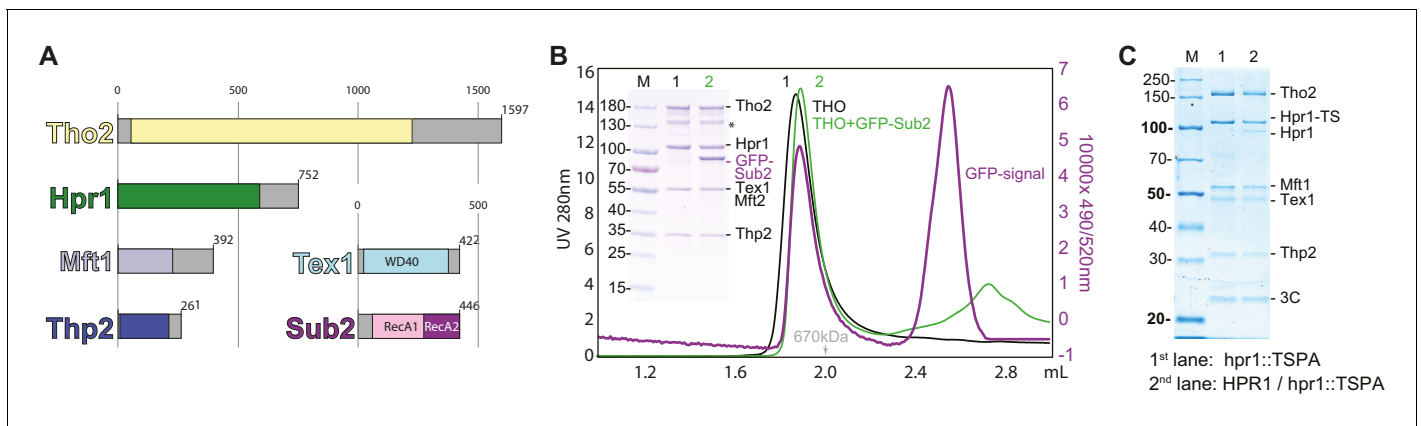 A
0 500 1000 1500
1597
Tho2
752
Hpr1
0 500
392
Mft1
422
Tex1
WD40
261
Thp2
446
Sub2
RecA1 RecA2
B
UV 280nm
16
14
12
10
8
6
4
2
0
M 1 2
180-
130-
100-
70-
55-
40-
35-
25-
15-
Tho2
*
Hpr1
GFP-
Sub2
Tex1
Mft2
Thp2
1 2
THO
THO+GFP-Sub2
GFP-signal
670kDa
1.2 1.6 2.0 2.4 2.8 mL
7
6
5
4
3
2
1
0
-1
10000x 490/520nm
C
M 1 2
250-
150-
100-
70-
50-
40-
30-
20-
Tho2
Hpr1-TS
Hpr1
Mft1
Tex1
Thp2
3C
1st lane: hpr1::TSPA
2nd lane: HPR1 / hpr1::TSPA